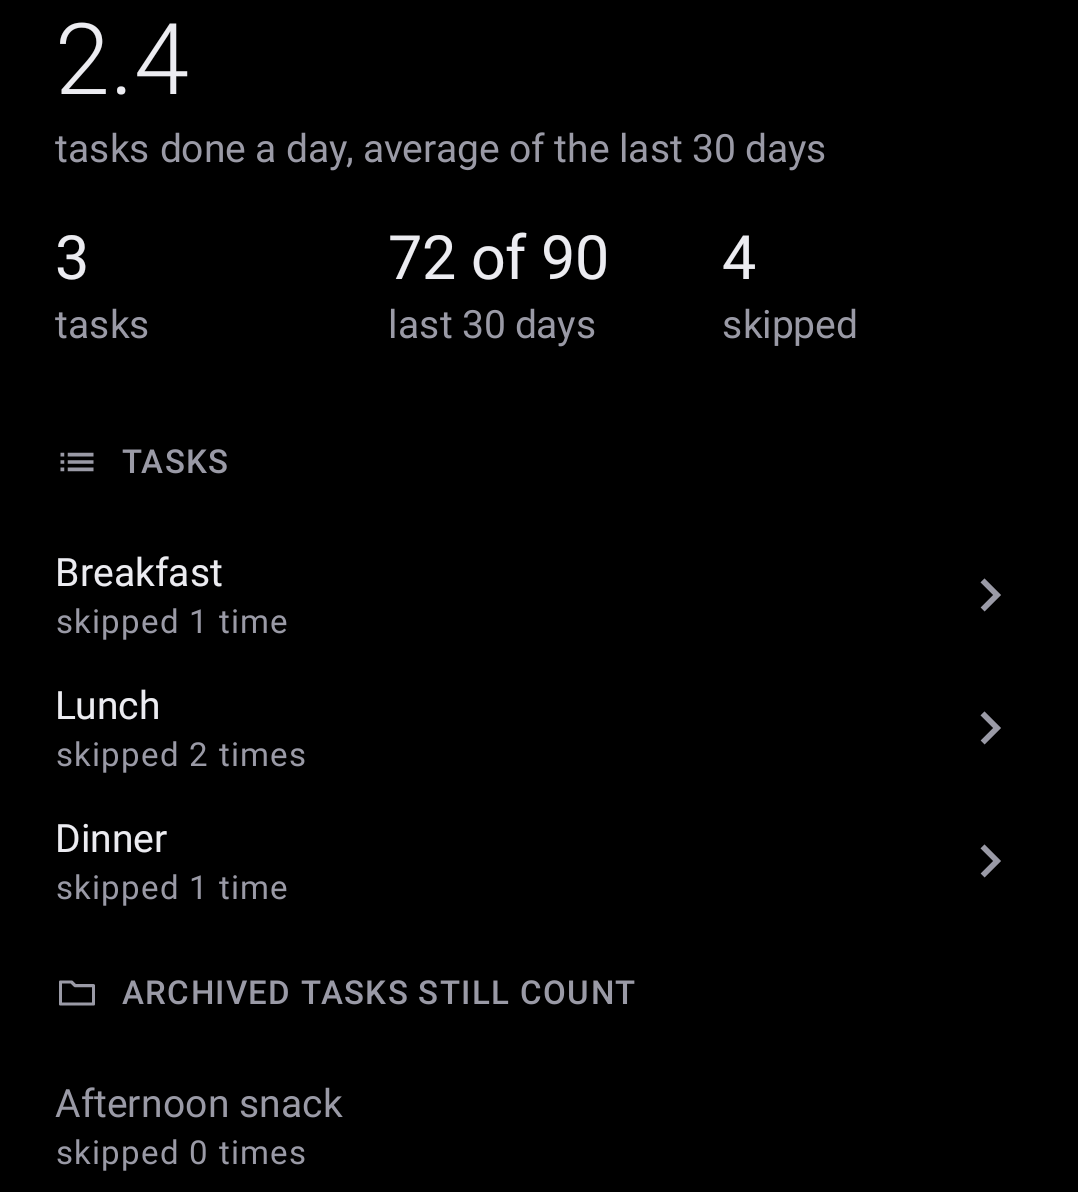 2.4
tasks done a day, average of the last 30 days
3
72 of 90
4
tasks
last 30 days
skipped
TASKS
Breakfast
skipped 1 time
Lunch
skipped 2 times
Dinner
skipped 1 time
ARCHIVED TASKS STILL COUNT
Afternoon snack
skipped 0 times